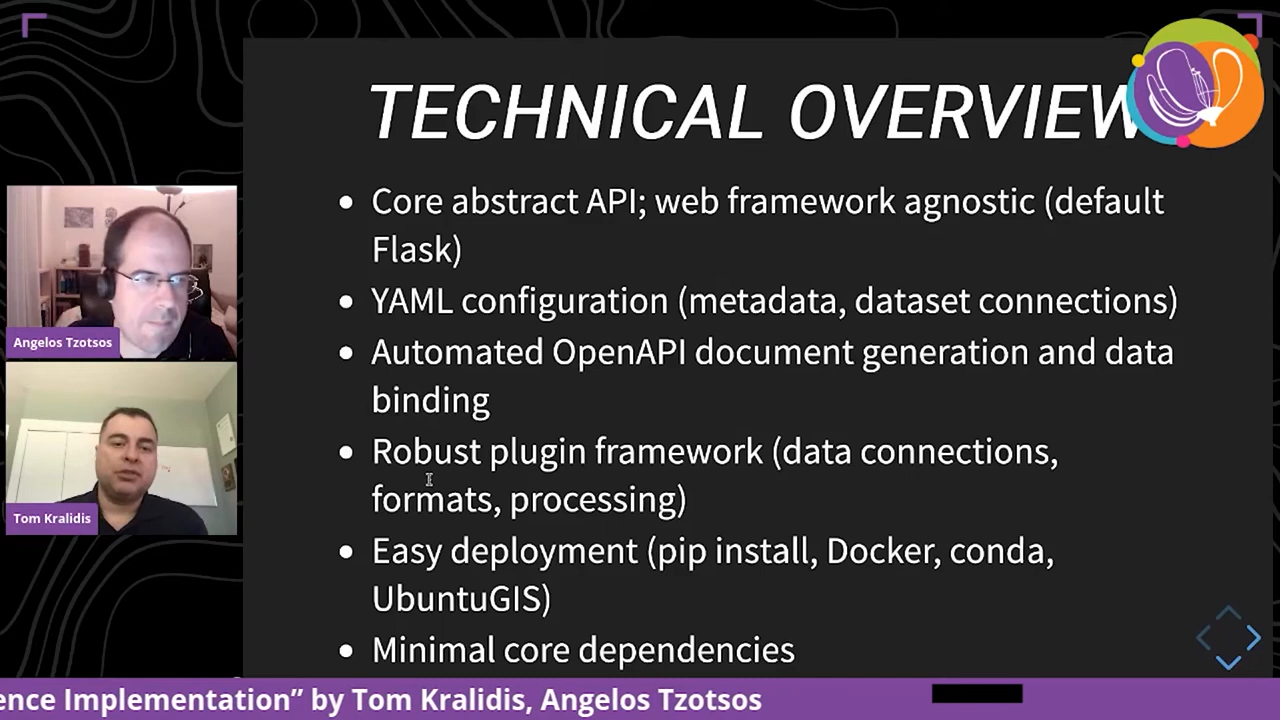 TECHNICAL OVERVIEW
• Core abstract API; web framework agnostic (default
Flask)
• YAML configuration (metadata, dataset connections)
• Automated OpenAPI document generation and data
binding
• Robust plugin framework (data connections,
formats, processing)
• Easy deployment (pip install, Docker, conda,
UbuntuGIS)
• Minimal core dependencies
Angelos Tzotsos
Tom Kralidis
ence Implementation” by Tom Kralidis, Angelos Tzotsos